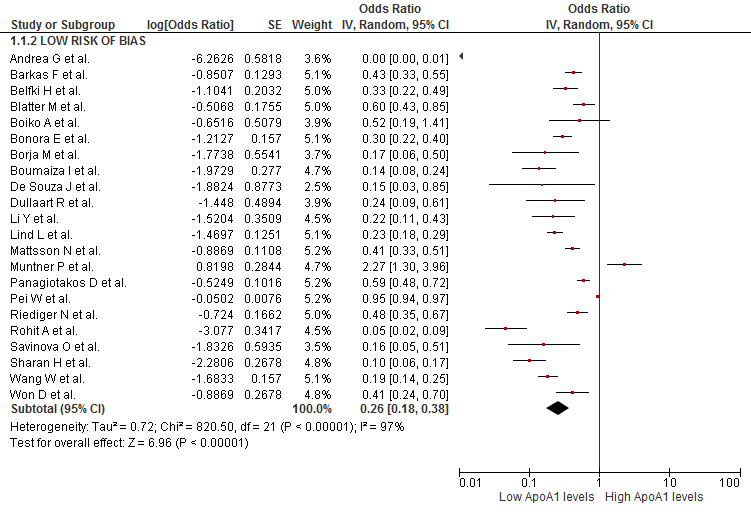 Odds Ratio Odds Ratio
Study or Subgroup log[Odds Ratio] SE Weight IV, Random, 95% CI IV, Random, 95% CI
1.1.2 LOW RISK OF BIAS
Andrea G et al. -6.2626 0.5818 3.6% 0.00 [0.00, 0.01]
Barkas F et al. -0.8507 0.1293 5.1% 0.43 [0.33, 0.55]
Belfki H et al. -1.1041 0.2032 5.0% 0.33 [0.22, 0.49]
Blatter M et al. -0.5068 0.1755 5.0% 0.60 [0.43, 0.85]
Boiko A et al. -0.6516 0.5079 3.9% 0.52 [0.19, 1.41]
Bonora E et al. -1.2127 0.157 5.1% 0.30 [0.22, 0.40]
Borja M et al. -1.7738 0.5541 3.7% 0.17 [0.06, 0.50]
Boumaiza I et al. -1.9729 0.277 4.8% 0.14 [0.08, 0.24]
De Souza J et al. -1.8824 0.8773 2.5% 0.15 [0.03, 0.85]
Dullaart R et al. -1.448 0.4894 4.0% 0.24 [0.09, 0.61]
Li Y et al. -1.5204 0.3509 4.5% 0.22 [0.11, 0.43]
Lind L et al. -1.4697 0.1251 5.1% 0.23 [0.18, 0.29]
Mattsson N et al. -0.8869 0.1108 5.2% 0.41 [0.33, 0.51]
Muntner P et al. 0.8198 0.2844 4.7% 2.27 [1.30, 3.96]
Panagiotakos D et al. -0.5249 0.1016 5.2% 0.59 [0.48, 0.72]
Pei W et al. -0.0502 0.0076 5.2% 0.95 [0.94, 0.97]
Riediger N et al. -0.724 0.1662 5.1% 0.48 [0.35, 0.67]
Rohit A et al. -3.077 0.3417 4.5% 0.05 [0.02, 0.09]
Savinova O et al. -1.8326 0.5935 3.6% 0.16 [0.05, 0.51]
Sharan H et al. -2.2806 0.2678 4.8% 0.10 [0.06, 0.17]
Wang W et al. -1.6833 0.157 5.1% 0.19 [0.14, 0.25]
Won D et al. -0.8869 0.2678 4.8% 0.41 [0.24, 0.70]
Subtotal (95% CI) 100.0% 0.26 [0.18, 0.38]
Heterogeneity: Tau² = 0.72; Chi² = 820.50, df = 21 (P < 0.00001); I² = 97%
Test for overall effect: Z = 6.96 (P < 0.00001)
0.01 0.1 1 10 100
Low ApoA1 levels High ApoA1 levels